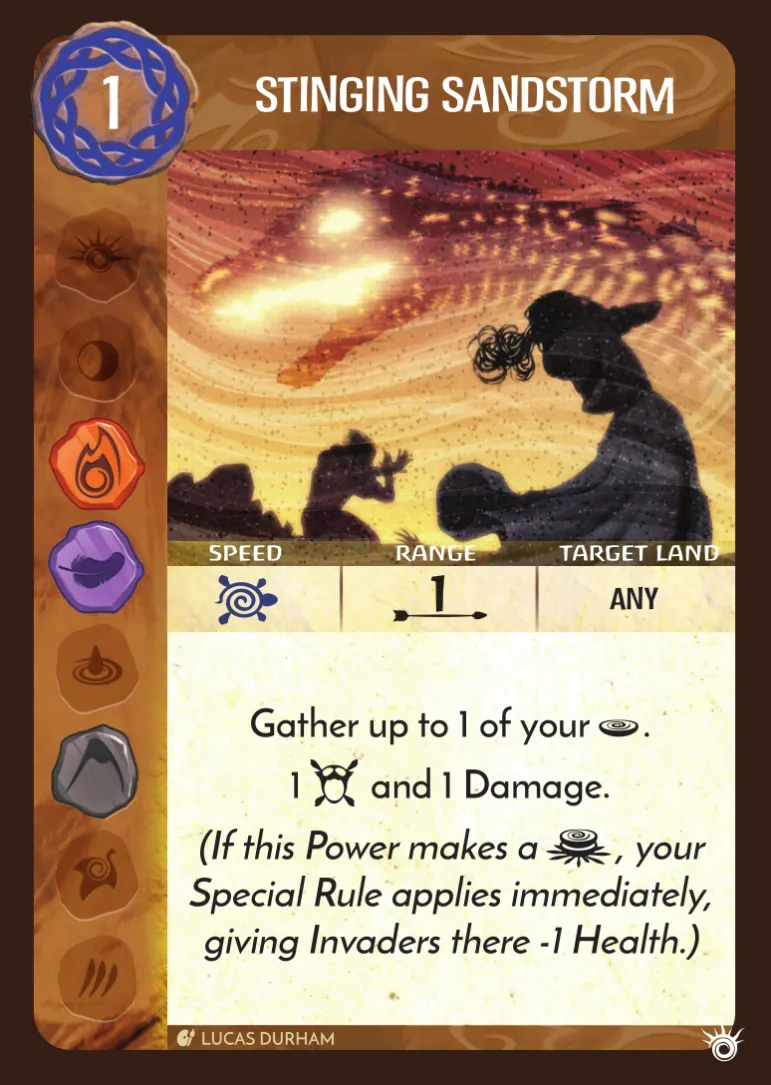 1
STINGING SANDSTORM
SPEED RANGE TARGET LAND
1 ANY
Gather up to 1 of your .
1 and 1 Damage.
(If this Power makes a , your
Special Rule applies immediately,
giving Invaders there -1 Health.)
LUCAS DURHAM